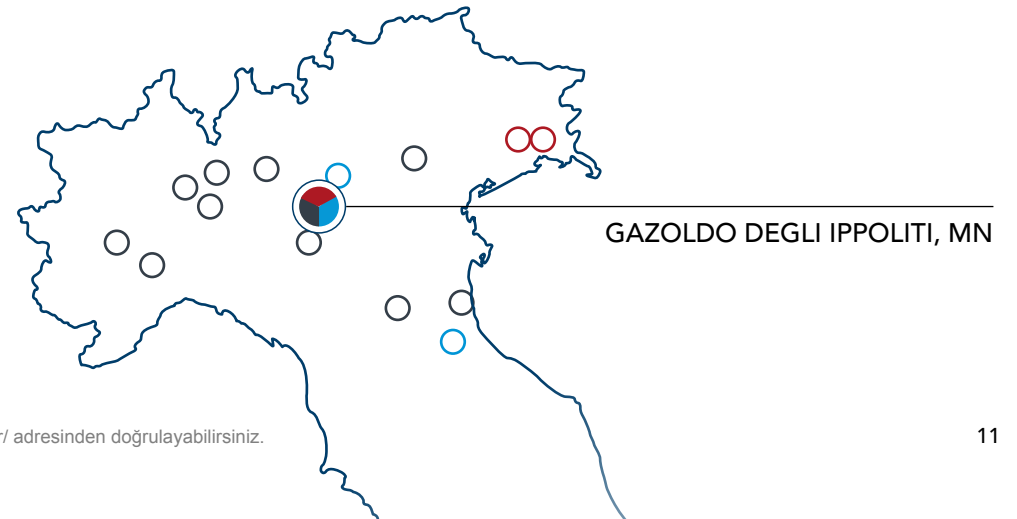 GAZOLDO DEGLI IPPOLITI, MN
r/ adresinden doğrulayabilirsiniz.
11